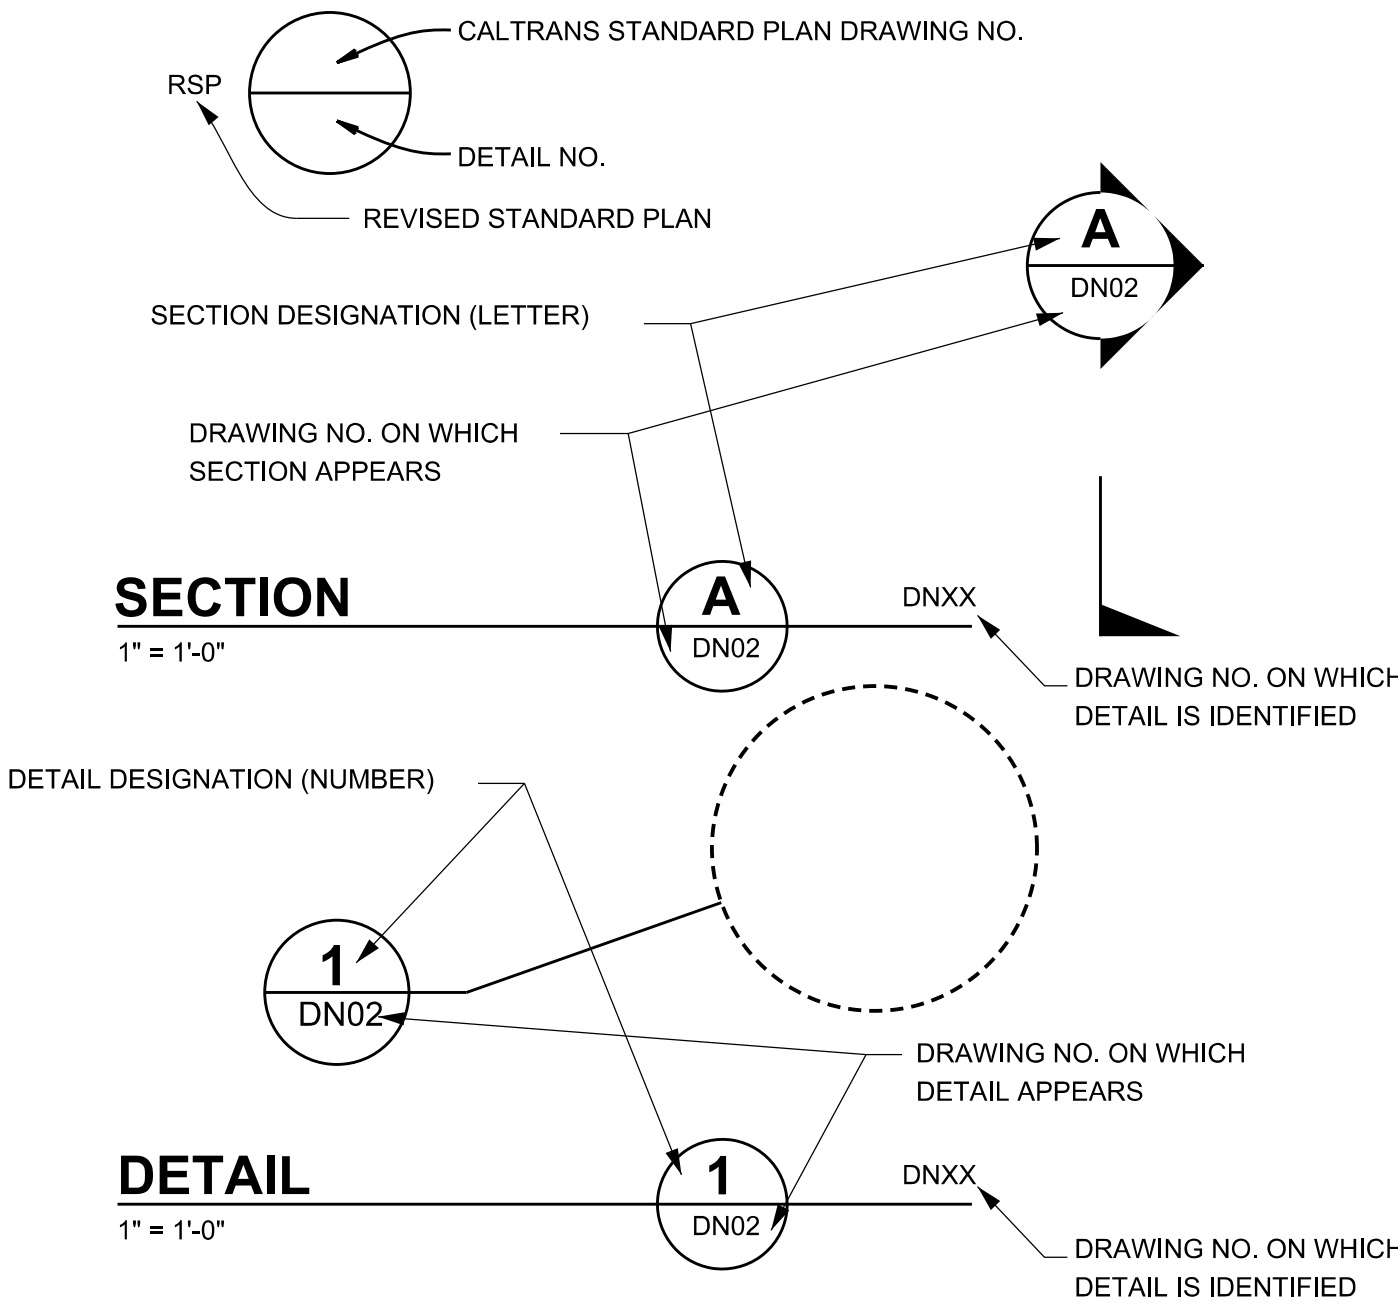 CALTRANS STANDARD PLAN DRAWING NO.
RSP
DETAIL NO.
REVISED STANDARD PLAN
A
DN02
SECTION DESIGNATION (LETTER)
DRAWING NO. ON WHICH
SECTION APPEARS
SECTION
A
DN02
DNXX
1" = 1'-0"
DRAWING NO. ON WHICH
DETAIL IS IDENTIFIED
DETAIL DESIGNATION (NUMBER)
1
DN02
DRAWING NO. ON WHICH
DETAIL APPEARS
DETAIL
1
DN02
DNXX
1" = 1'-0"
DRAWING NO. ON WHICH
DETAIL IS IDENTIFIED